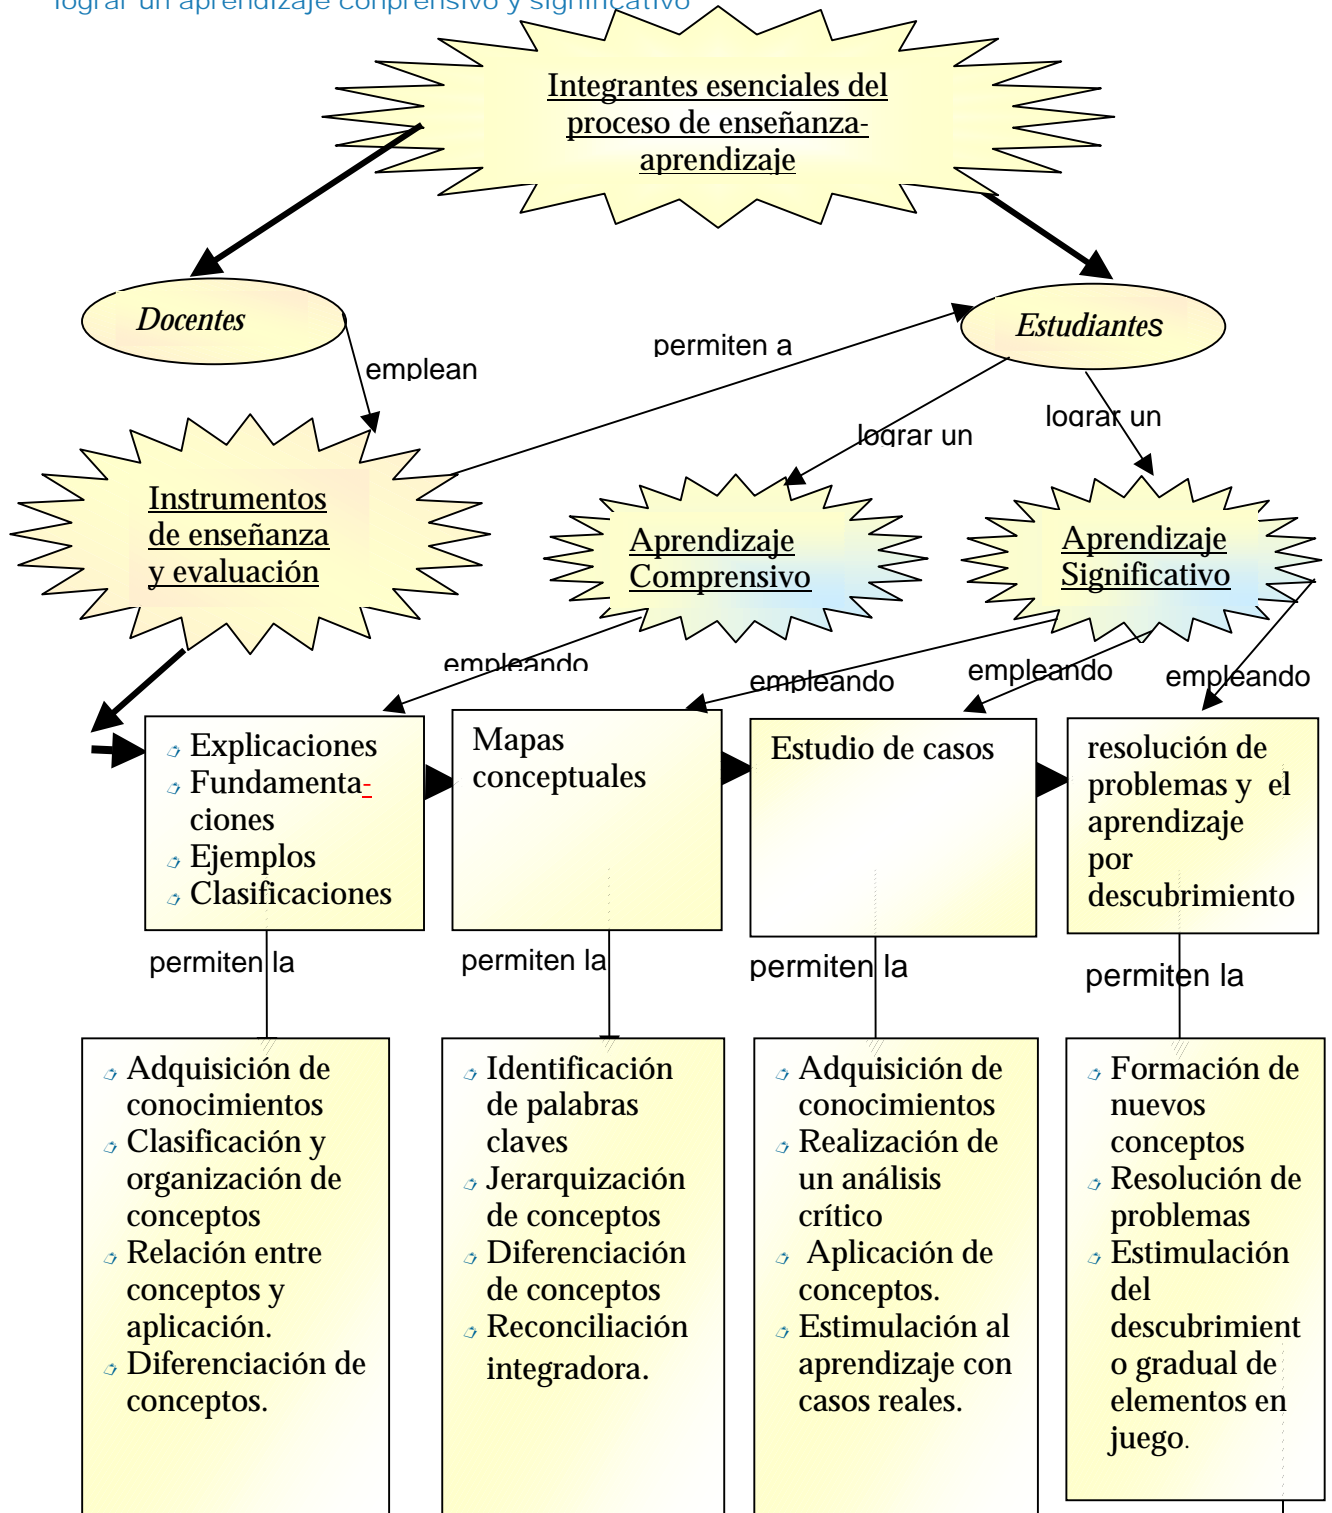 lograr un aprendizaje conprensivo y significativo
Integrantes esenciales del
proceso de enseñanza-
aprendizaje
Docentes
Estudiantes
permiten a
emplean
lograr un
lograr un
Instrumentos
de enseñanza
y evaluación
Aprendizaje
Comprensivo
Aprendizaje
Significativo
empleando
empleando
empleando
empleando
Explicaciones
Fundamenta-
ciones
Ejemplos
Clasificaciones
Mapas
conceptuales
Estudio de casos
resolución de
problemas y el
aprendizaje
por
descubrimiento
permiten la
permiten la
permiten la
permiten la
Adquisición de
conocimientos
Clasificación y
organización de
conceptos
Relación entre
conceptos y
aplicación.
Diferenciación de
conceptos.
Identificación
de palabras
claves
Jerarquización
de conceptos
Diferenciación
de conceptos
Reconciliación
integradora.
Adquisición de
conocimientos
Realización de
un análisis
crítico
Aplicación de
conceptos.
Estimulación al
aprendizaje con
casos reales.
Formación de
nuevos
conceptos
Resolución de
problemas
Estimulación
del
descubrimient
o gradual de
elementos en
juego.